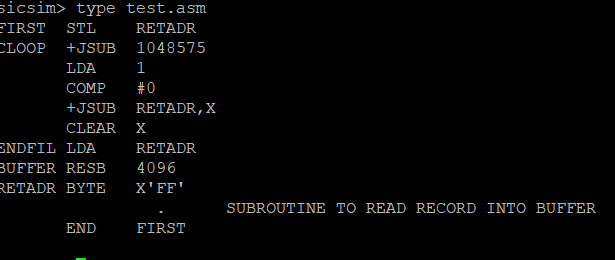 sicsim> type test.asm
FIRST STL RETADR
CLOOP +JSUB 1048575
LDA 1
COMP #0
+JSUB RETADR,X
CLEAR X
ENDFIL LDA RETADR
BUFFER RESB 4096
RETADR BYTE X'FF'
. SUBROUTINE TO READ RECORD INTO BUFFER
END FIRST